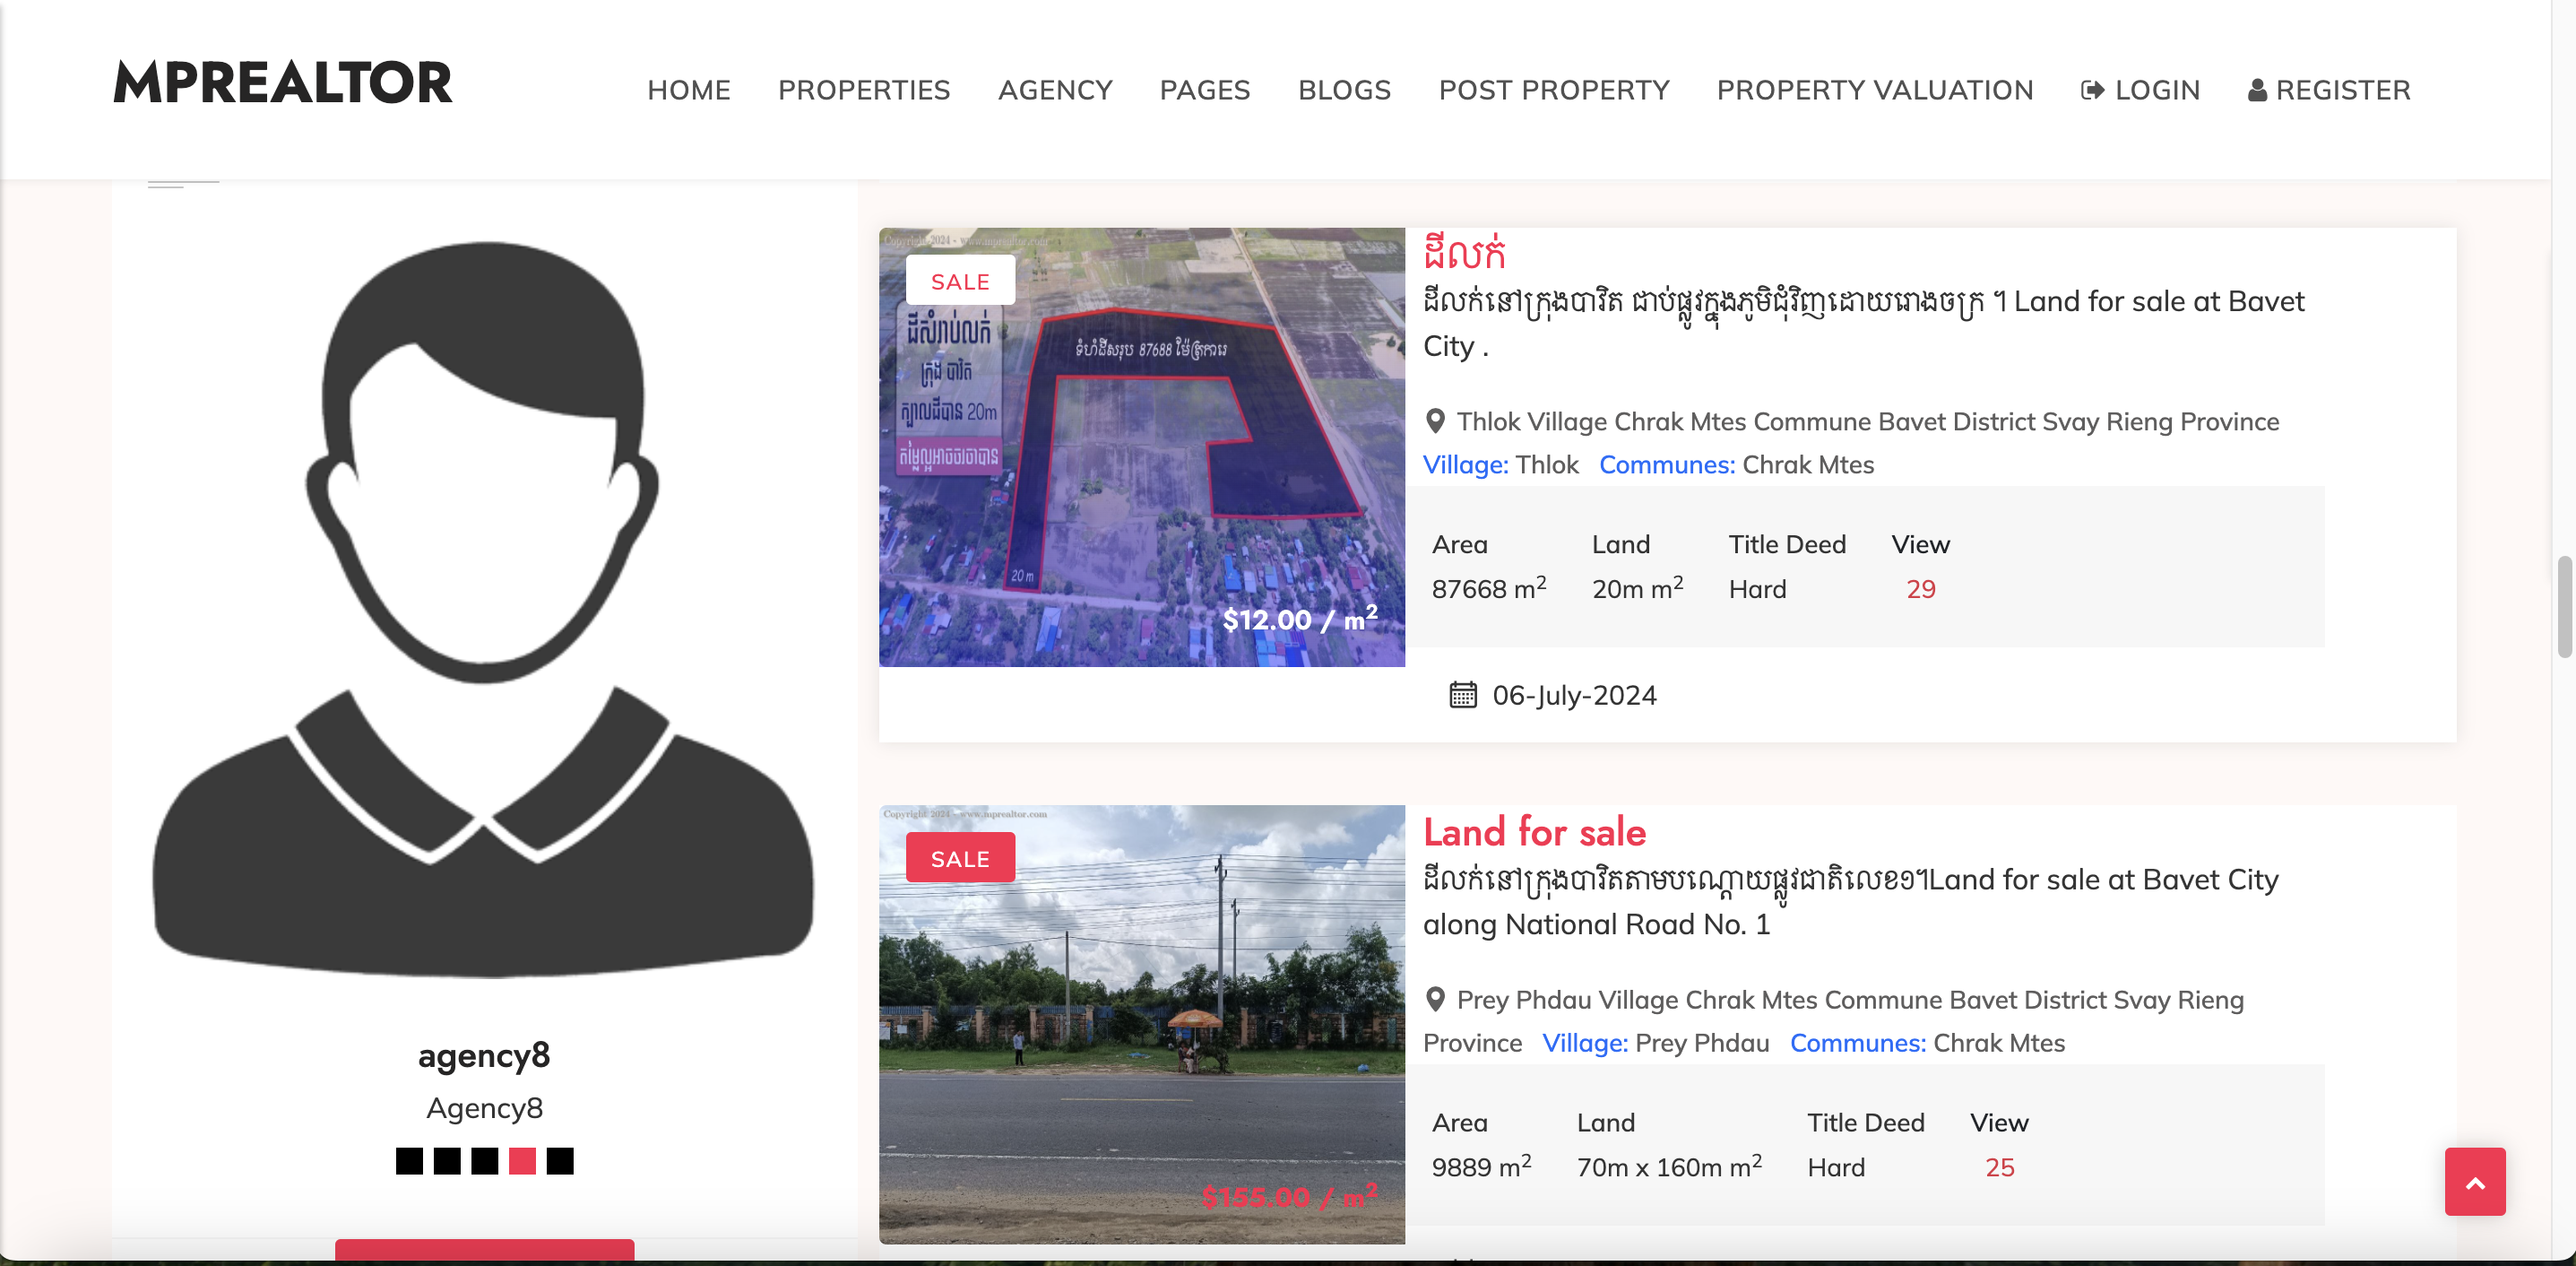 MPREALTOR
HOME PROPERTIES AGENCY PAGES BLOGS POST PROPERTY PROPERTY VALUATION LOGIN REGISTER
agency8
Agency8
Copyright 2024 - www.mprealtor.com
SALE
ដីសំរាប់លក់
ក្រុង បាវិត
ក្បាលដីបាន 20m
តម្លៃល្អអាចចរចាបាន
ទំហំដីសរុប 87688 ម៉ែត្រការេ
20 m
$12.00 / m²
ដីលក់
ដីលក់នៅក្រុងបាវិត ជាប់ផ្លូវក្នុងភូមិជុំវិញដោយរោងចក្រ ។ Land for sale at Bavet
City .
Thlok Village Chrak Mtes Commune Bavet District Svay Rieng Province
Village: Thlok Communes: Chrak Mtes
Area Land Title Deed View
87668 m² 20m m² Hard 29
06-July-2024
Copyright 2024 - www.mprealtor.com
SALE
$155.00 / m²
Land for sale
ដីលក់នៅក្រុងបាវិតតាមបណ្តោយផ្លូវជាតិលេខ១។Land for sale at Bavet City
along National Road No. 1
Prey Phdau Village Chrak Mtes Commune Bavet District Svay Rieng
Province Village: Prey Phdau Communes: Chrak Mtes
Area Land Title Deed View
9889 m² 70m x 160m m² Hard 25